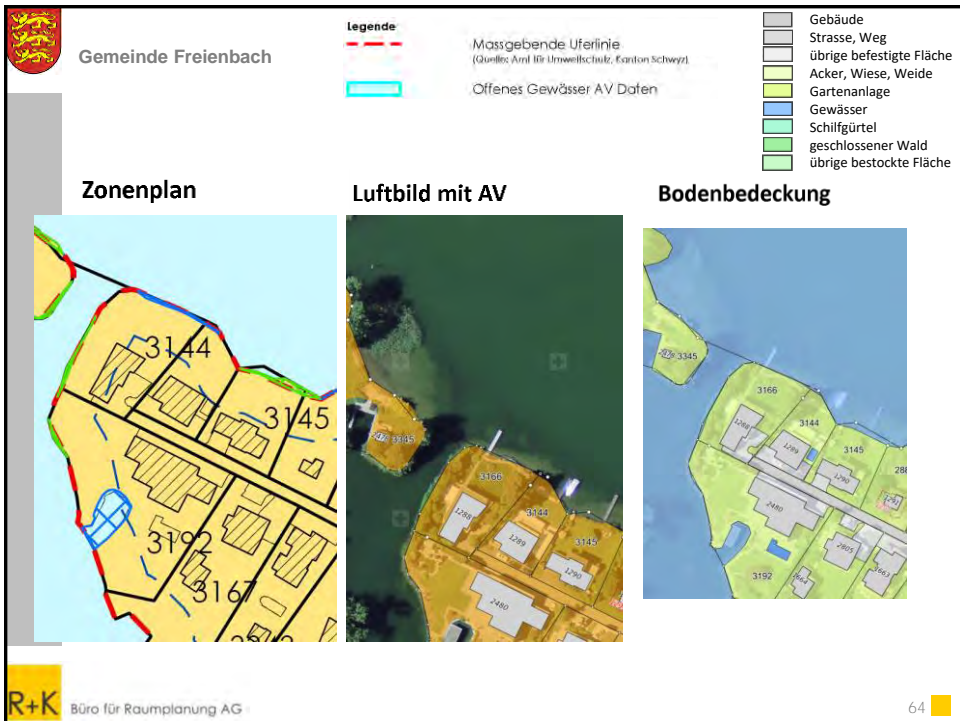 Gemeinde Freienbach
Legende
Massgebende Uferlinie
(Quelle: Amt für Umweltschutz, Kanton Schwyz)
Offenes Gewässer AV Daten
Gebäude
Strasse, Weg
übrige befestigte Fläche
Acker, Wiese, Weide
Gartenanlage
Gewässer
Schilfgürtel
geschlossener Wald
übrige bestockte Fläche
Zonenplan
Luftbild mit AV
Bodenbedeckung
3144
3145
3192
3167
3345
3166
1288
3144
1289
3145
1290
2480
3345
3166
1288
3144
1289
3145
1290
2480
2605
3192
2664
R+K
Büro für Raumplanung AG
64